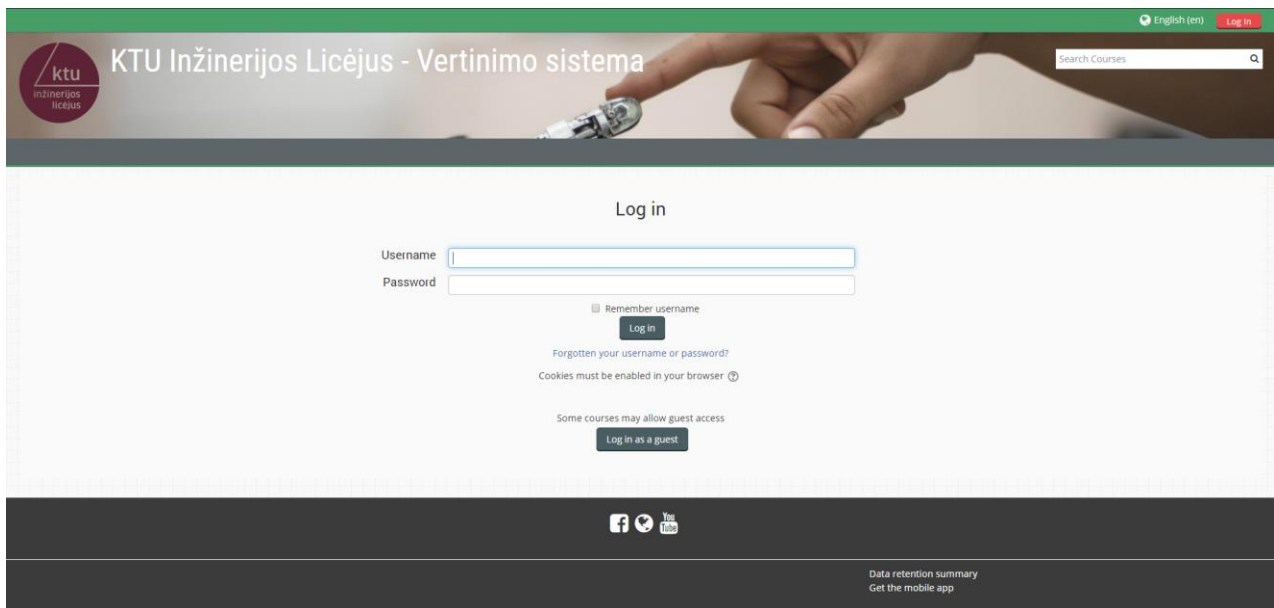 English (en) Log in
KTU Inžinerijos Licėjus - Vertinimo sistema
Search Courses
ktu
inžinerijos
licėjus
Log in
Username
Password
Remember username
Log in
Forgotten your username or password?
Cookies must be enabled in your browser
Some courses may allow guest access
Log in as a guest
You
Tube
Data retention summary
Get the mobile app